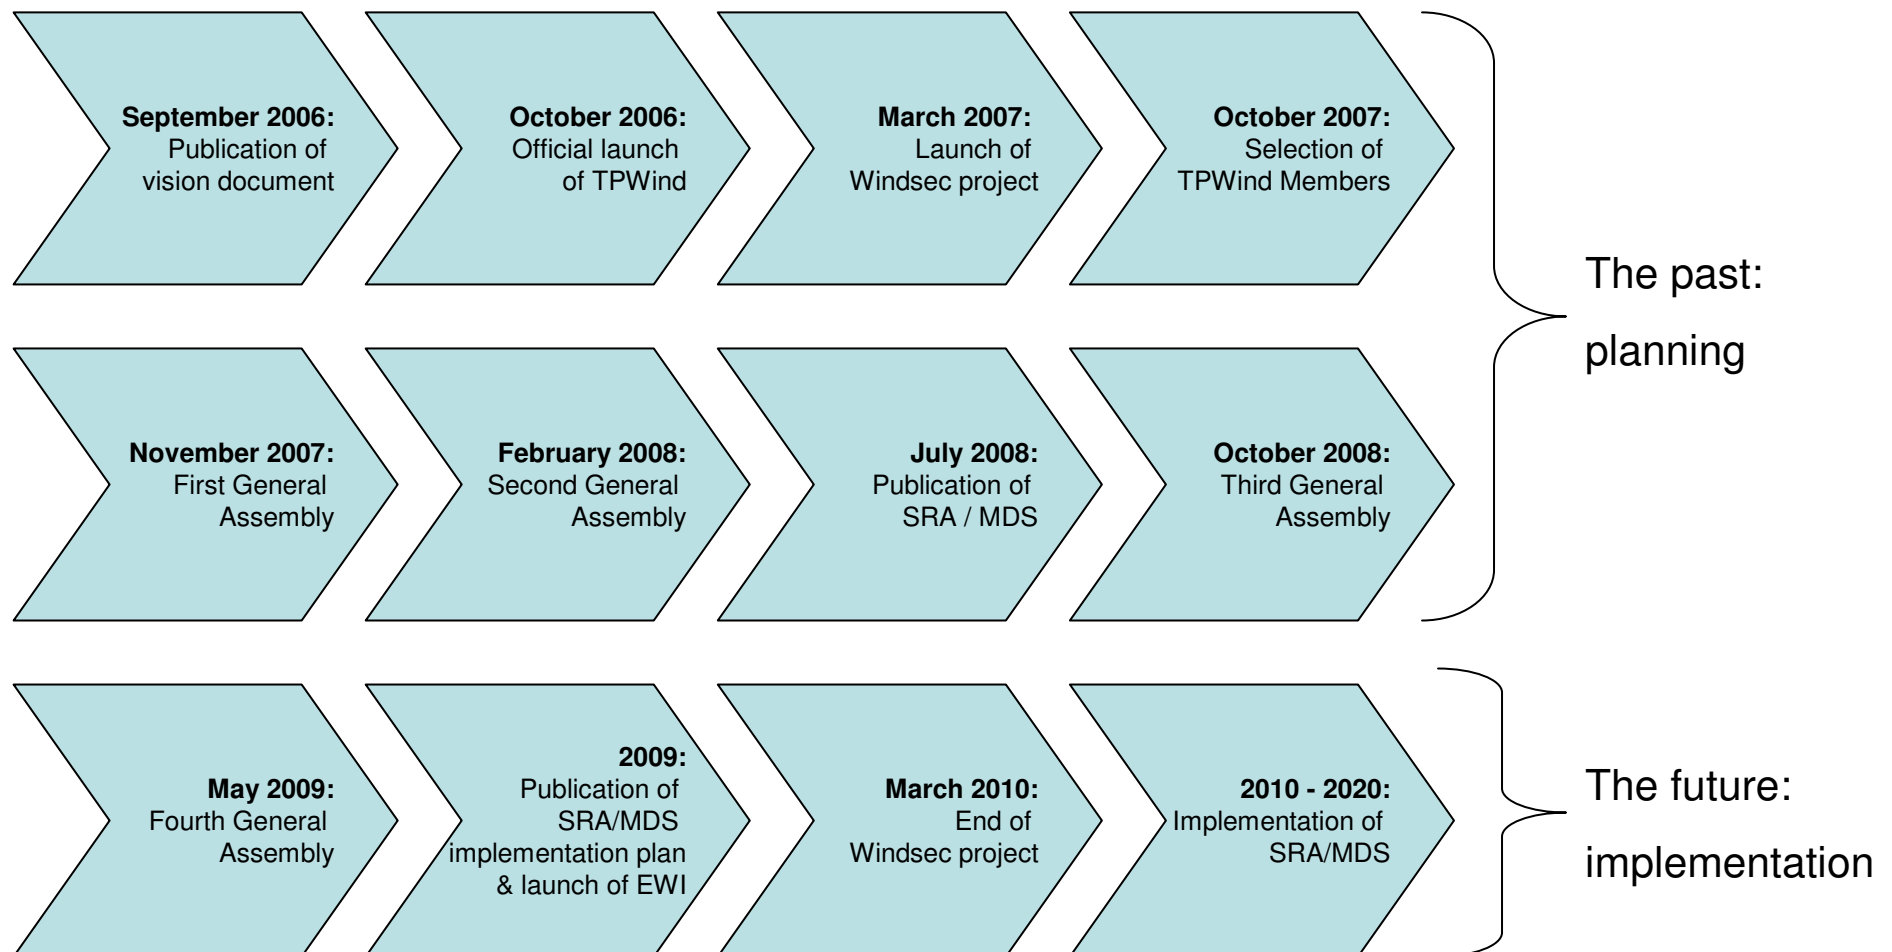 September 2006:
Publication of
vision document
October 2006:
Official launch
of TPWind
March 2007:
Launch of
Windsec project
October 2007:
Selection of
TPWind Members
The past:
planning
November 2007:
First General
Assembly
February 2008:
Second General
Assembly
July 2008:
Publication of
SRA / MDS
October 2008:
Third General
Assembly
May 2009:
Fourth General
Assembly
2009:
Publication of
SRA/MDS
implementation plan
& launch of EWI
March 2010:
End of
Windsec project
2010 - 2020:
Implementation of
SRA/MDS
The future:
implementation